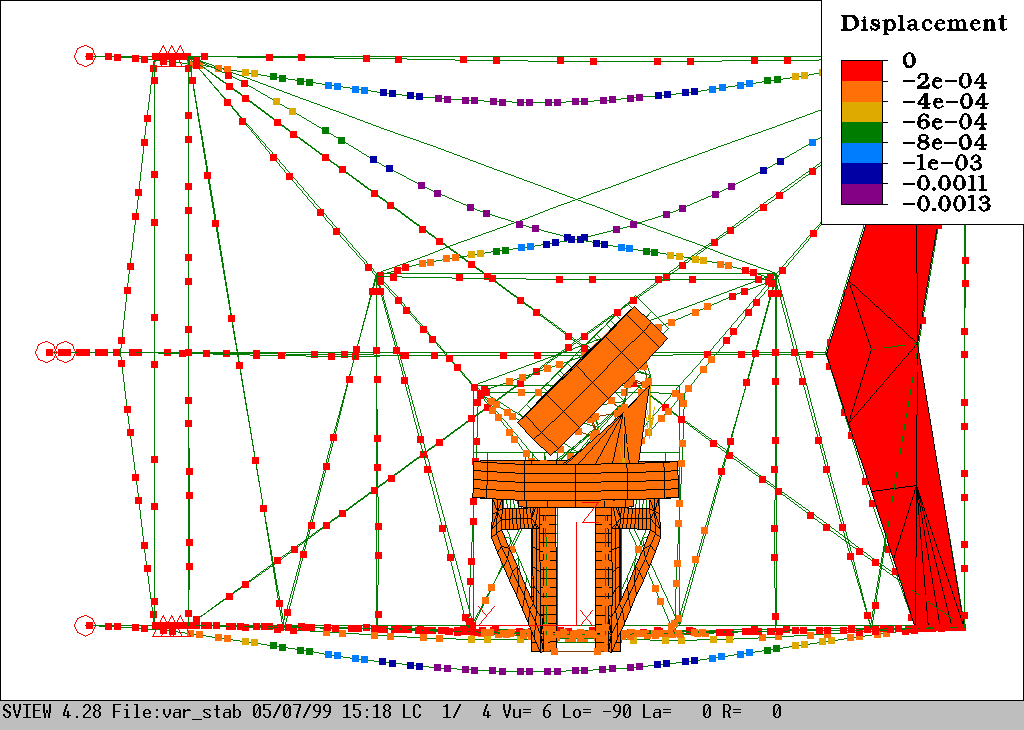 Displacement
0
-2e-04
-4e-04
-6e-04
-8e-04
-1e-03
-0.0011
-0.0013
Z
Y
X
SVIEW 4.28 File:var_stab 05/07/99 15:18 LC 1/ 4 Vu= 6 Lo= -90 La= 0 R= 0